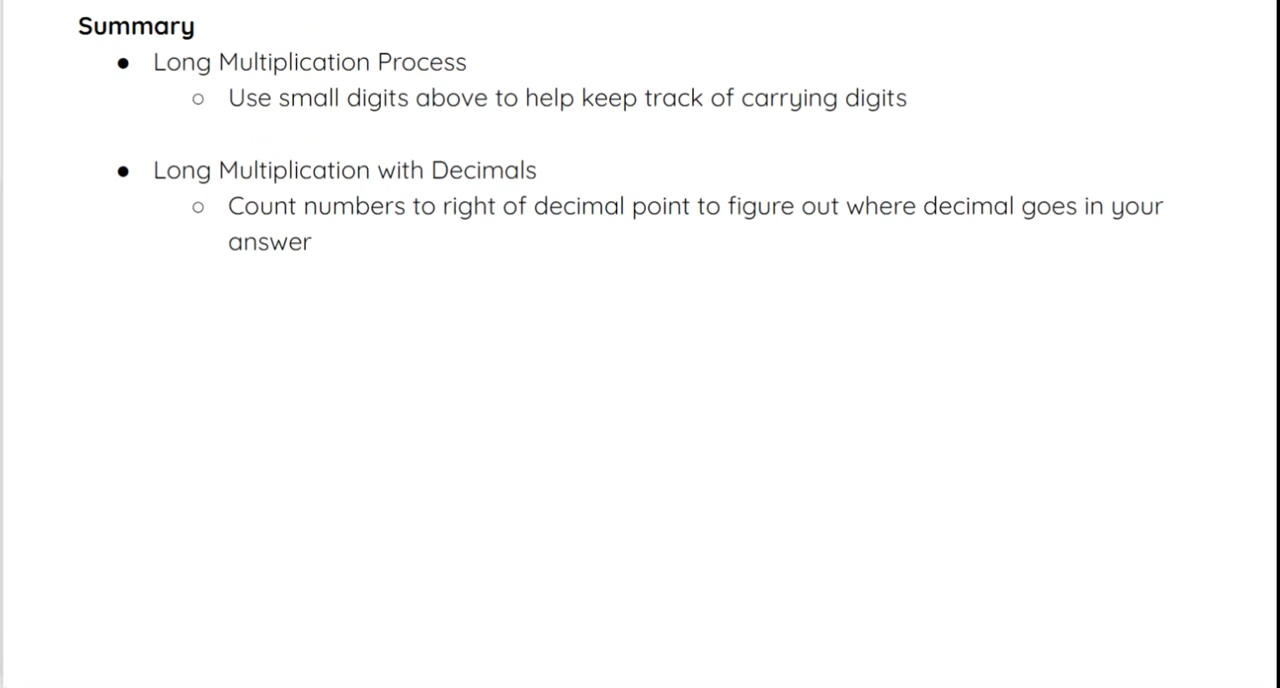 Summary
● Long Multiplication Process
○ Use small digits above to help keep track of carrying digits
● Long Multiplication with Decimals
○ Count numbers to right of decimal point to figure out where decimal goes in your
answer